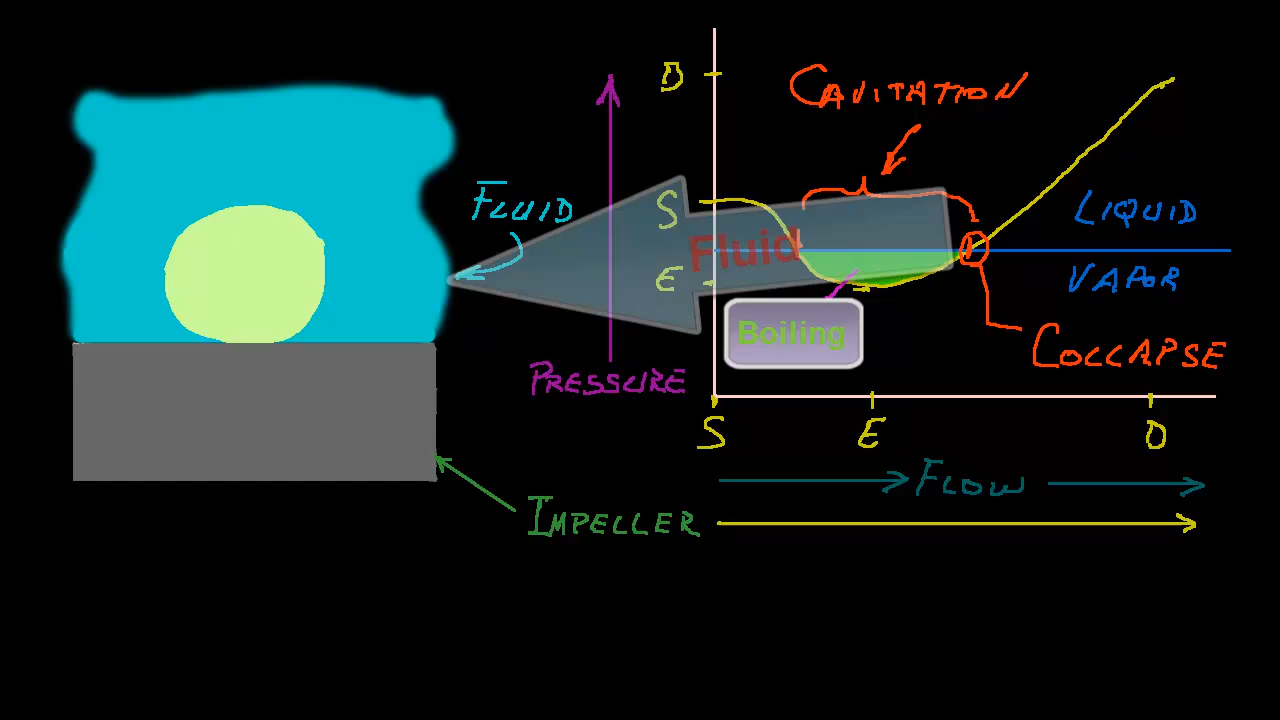 D
CAVITATION
FLUID
S
LIQUID
Fluid
E
VAPOR
Boiling
PRESSURE
COLLAPSE
S
E
D
FLOW
IMPELLER